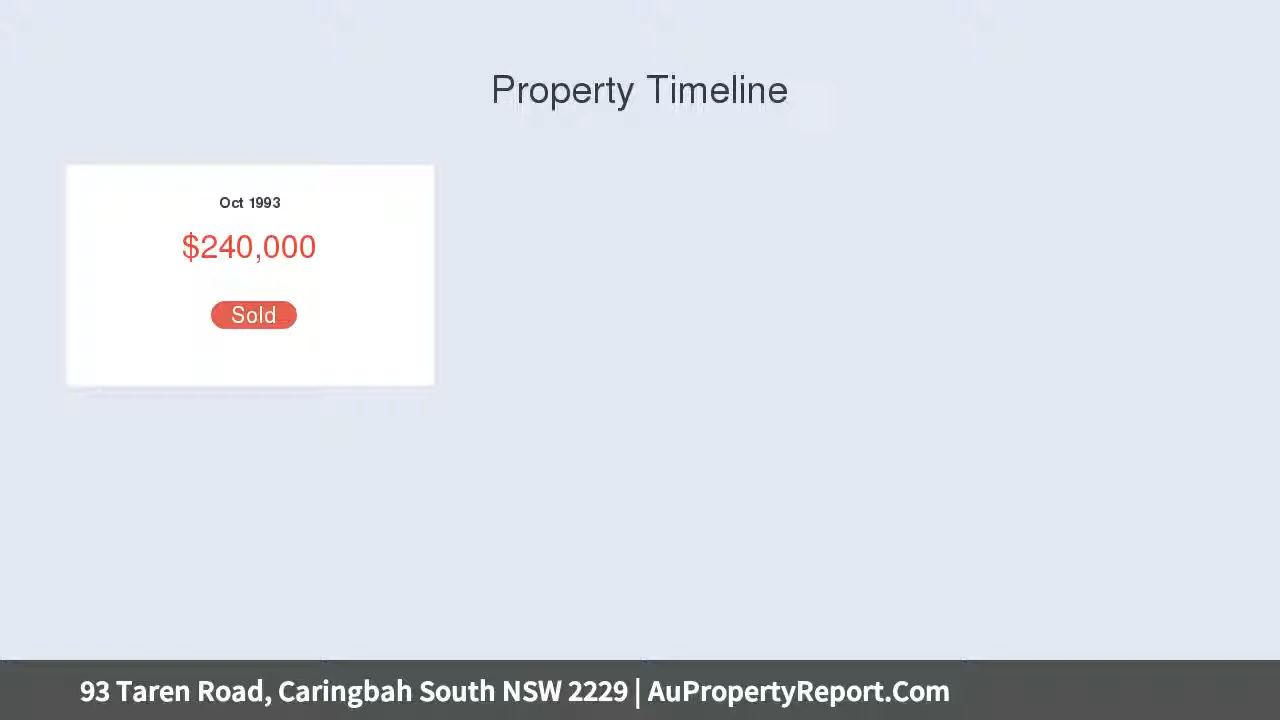 Property Timeline
Oct 1993
$240,000
Sold
93 Taren Road, Caringbah South NSW 2229 | AuPropertyReport.Com